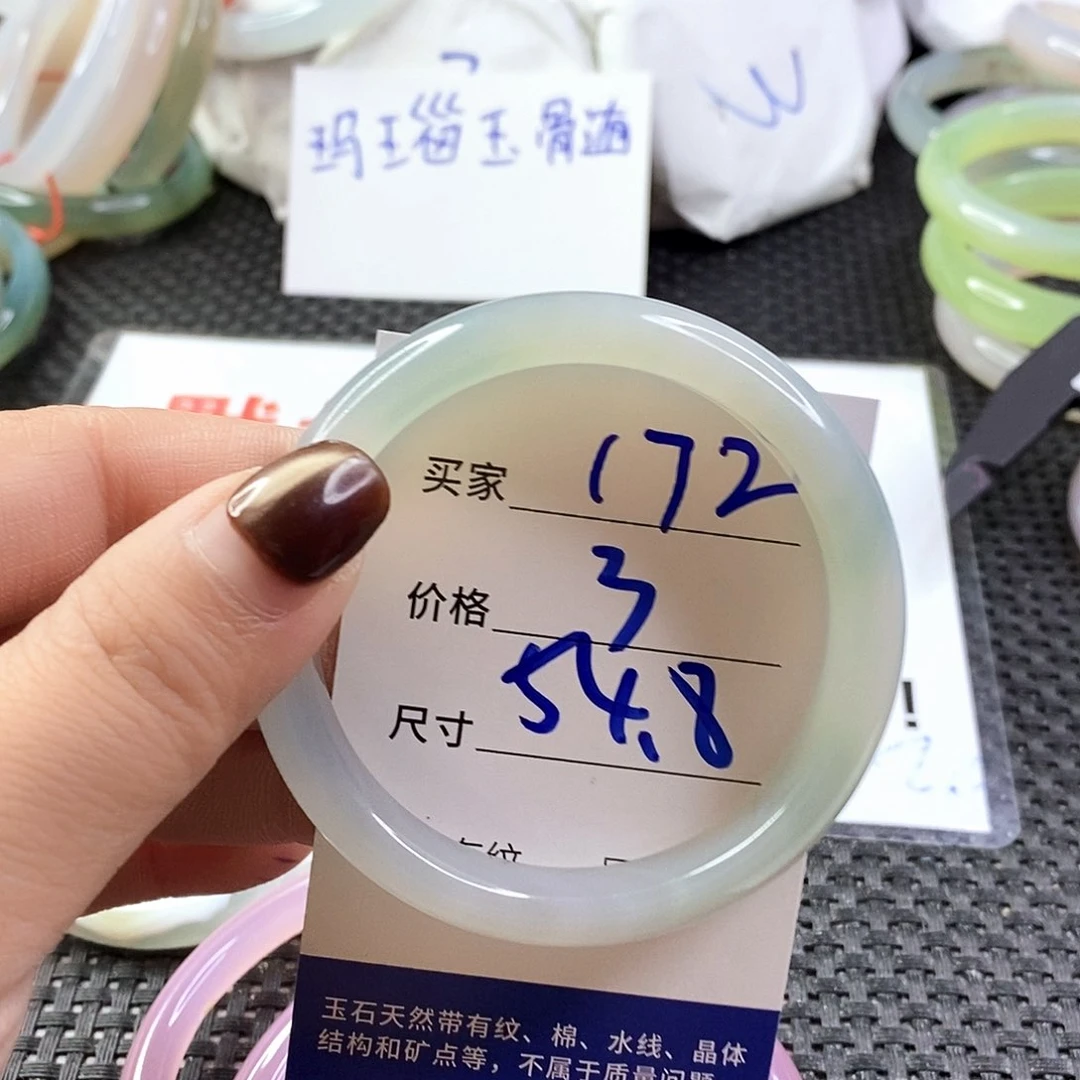 玛瑙玉骨髓
买家 172
价格 3
尺寸 54.8
玉石天然带有纹、棉、水线、晶体
结构和矿点等，不属于质量问题